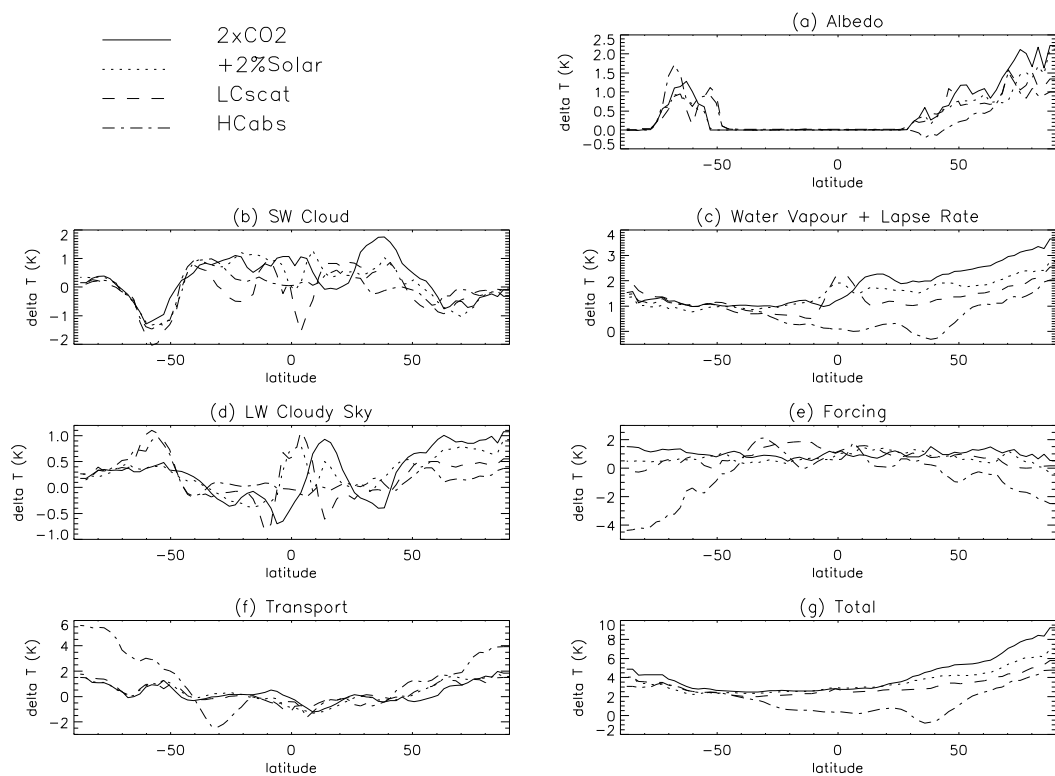 2xCO2
+2%Solar
LCscat
HCabs
(a) Albedo
delta T (K)
2.5
2.0
1.5
1.0
0.5
0.0
−0.5
−50
0
50
latitude
(b) SW Cloud
delta T (K)
2
1
0
−1
−2
−50
0
50
latitude
(c) Water Vapour + Lapse Rate
delta T (K)
4
3
2
1
0
−50
0
50
latitude
(d) LW Cloudy Sky
delta T (K)
1.0
0.5
0.0
−0.5
−1.0
−50
0
50
latitude
(e) Forcing
delta T (K)
2
0
−2
−4
−50
0
50
latitude
(f) Transport
delta T (K)
6
4
2
0
−2
−50
0
50
latitude
(g) Total
delta T (K)
10
8
6
4
2
0
−2
−50
0
50
latitude